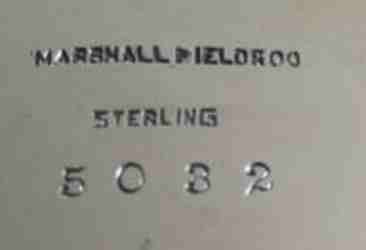 MARSHALL FIELD & CO
STERLING
5032